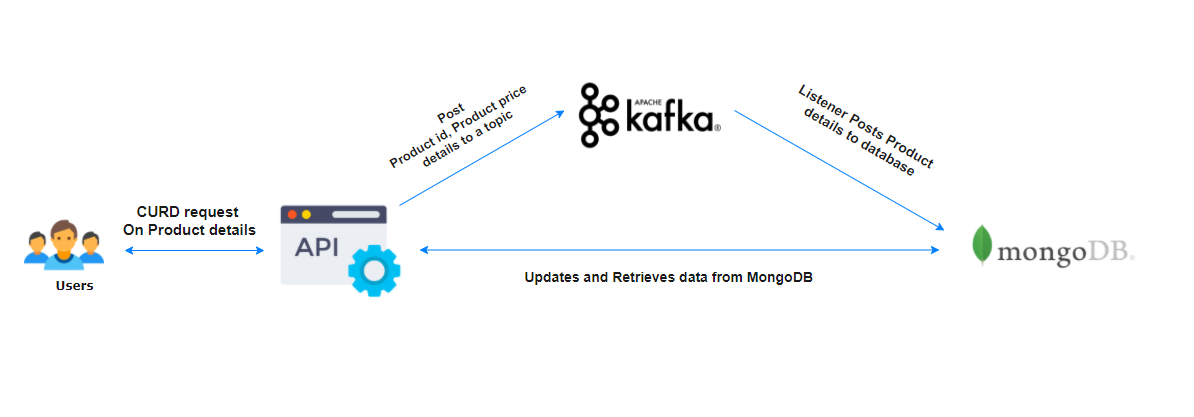 Post
Product id, Product price
details to a topic
APACHE
kafka®
Listener Posts Product
details to database
CURD request
On Product details
API
Users
Updates and Retrieves data from MongoDB
mongoDB®